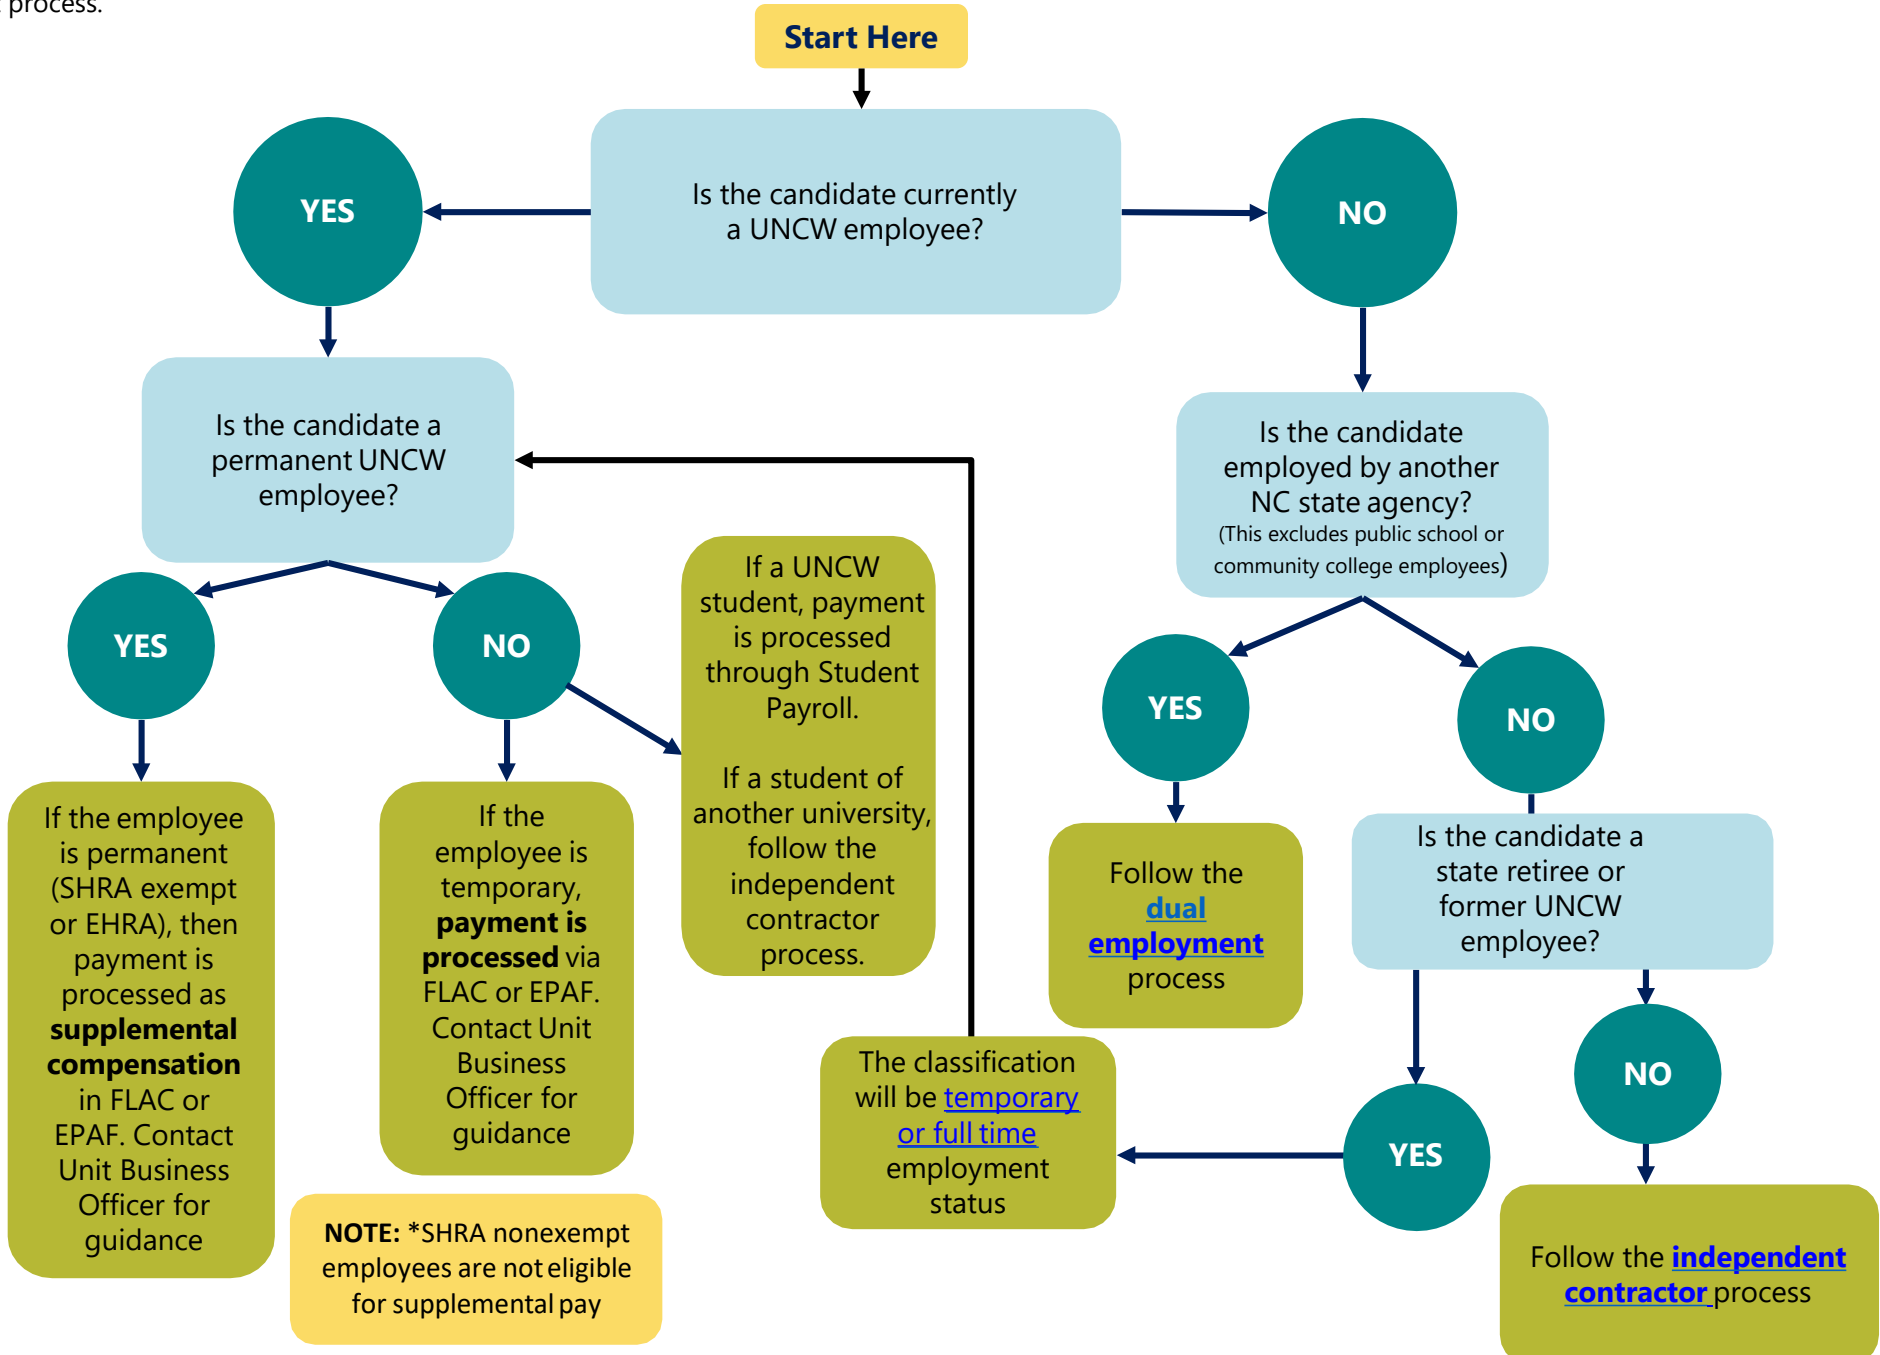 process.
Start Here
Is the candidate currently
a UNCW employee?
YES
NO
Is the candidate a
permanent UNCW
employee?
Is the candidate
employed by another
NC state agency?
(This excludes public school or
community college employees)
YES
NO
If a UNCW
student, payment
is processed
through Student
Payroll.
If a student of
another university,
follow the
independent
contractor
process.
YES
NO
If the employee
is permanent
(SHRA exempt
or EHRA), then
payment is
processed as
supplemental
compensation
in FLAC or
EPAF. Contact
Unit Business
Officer for
guidance
If the
employee is
temporary,
payment is
processed via
FLAC or EPAF.
Contact Unit
Business
Officer for
guidance
Follow the
dual
employment
process
Is the candidate a
state retiree or
former UNCW
employee?
The classification
will be temporary
or full time
employment
status
YES
NO
NOTE: *SHRA nonexempt
employees are not eligible
for supplemental pay
Follow the independent
contractor process